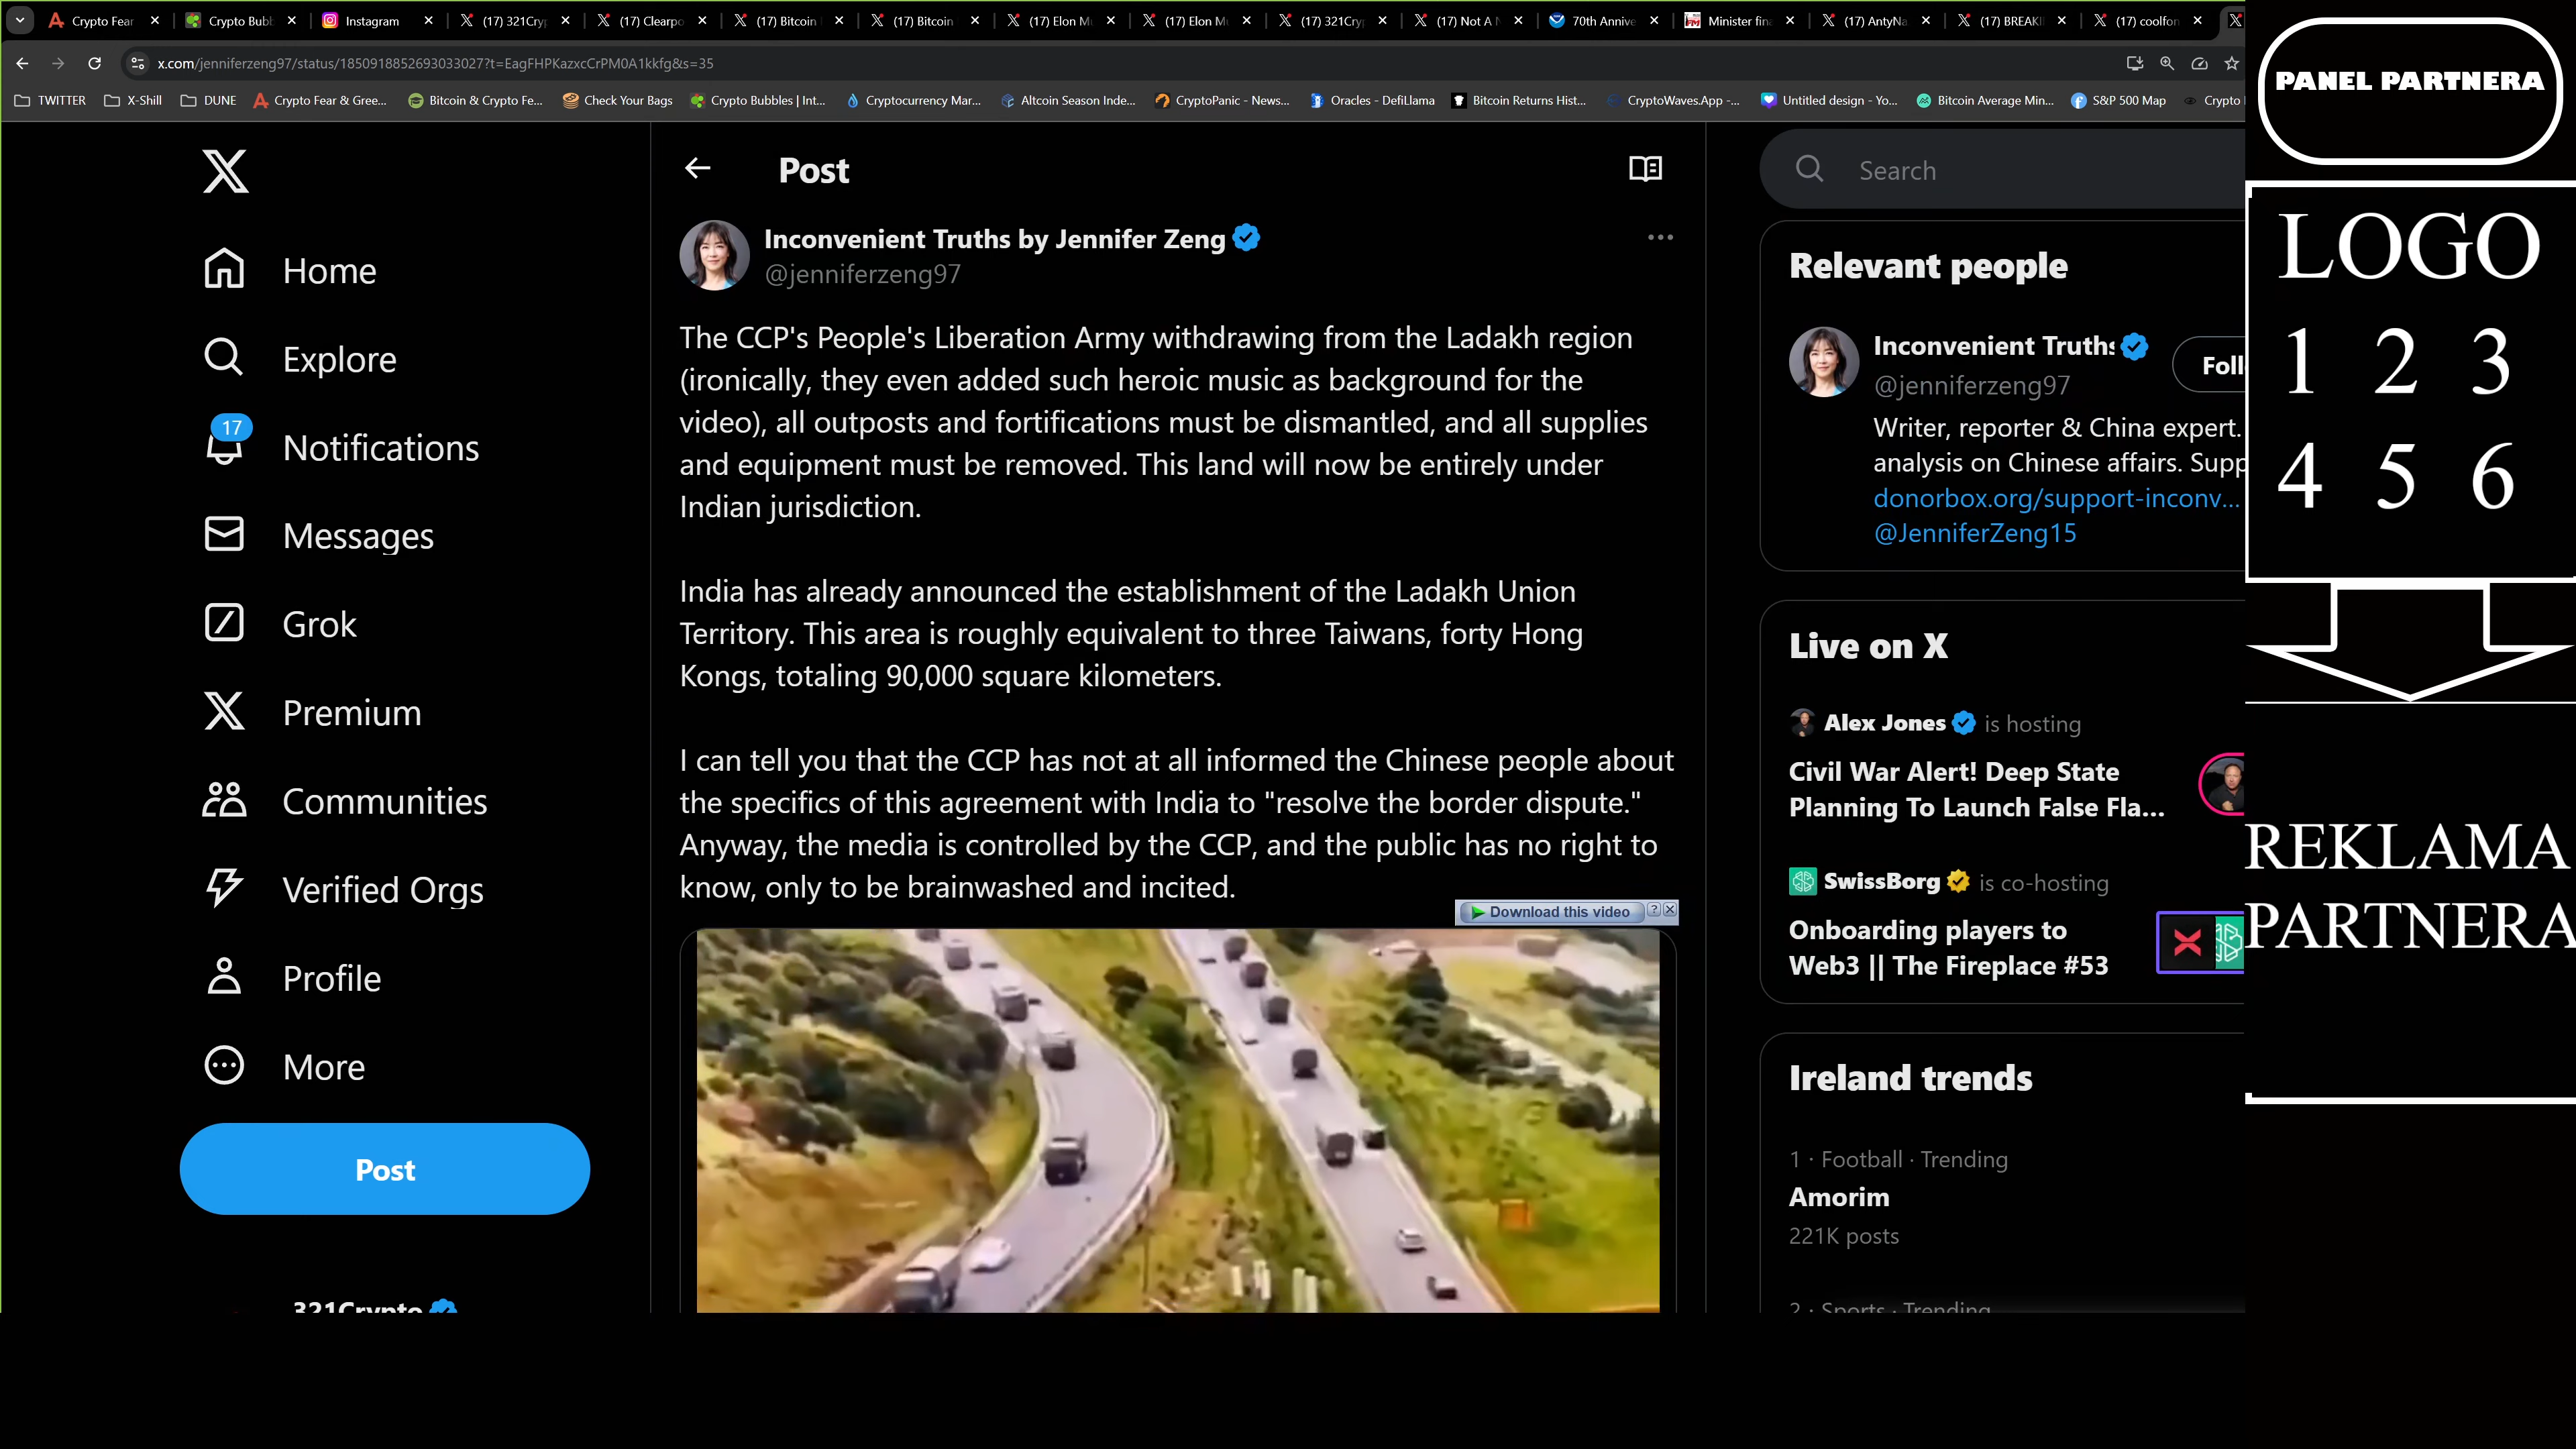 Crypto Fear
Crypto Bubb
Instagram
(17) 321Cryp
(17) Clearpo
(17) Bitcoin
(17) Bitcoin
(17) Elon Mu
(17) Elon Mu
(17) 321Cryp
(17) Not A N
70th Annive
Minister fina
(17) AntyNa
(17) BREAKI
(17) coolfon
x.com/jenniferzeng97/status/1850918852693033027?t=EagFHPKazxcCrPM0A1kkfg&s=35
TWITTER
X-Shill
DUNE
Crypto Fear & Gree...
Bitcoin & Crypto Fe...
Check Your Bags
Crypto Bubbles | Int...
Cryptocurrency Mar...
Altcoin Season Inde...
CryptoPanic - News...
Oracles - DefiLlama
Bitcoin Returns Hist...
CryptoWaves.App -...
Untitled design - Yo...
Bitcoin Average Min...
S&P 500 Map
Crypto
Home
Explore
17
Notifications
Messages
Grok
Premium
Communities
Verified Orgs
Profile
More
Post
321Crypto
Post
Inconvenient Truths by Jennifer Zeng
@jenniferzeng97
The CCP's People's Liberation Army withdrawing from the Ladakh region
(ironically, they even added such heroic music as background for the
video), all outposts and fortifications must be dismantled, and all supplies
and equipment must be removed. This land will now be entirely under
Indian jurisdiction.
India has already announced the establishment of the Ladakh Union
Territory. This area is roughly equivalent to three Taiwans, forty Hong
Kongs, totaling 90,000 square kilometers.
I can tell you that the CCP has not at all informed the Chinese people about
the specifics of this agreement with India to "resolve the border dispute."
Anyway, the media is controlled by the CCP, and the public has no right to
know, only to be brainwashed and incited.
Download this video
Search
Relevant people
Inconvenient Truths
@jenniferzeng97
Foll
Writer, reporter & China expert.
analysis on Chinese affairs. Supp
donorbox.org/support-inconv...
@JenniferZeng15
Live on X
Alex Jones is hosting
Civil War Alert! Deep State
Planning To Launch False Fla...
SwissBorg is co-hosting
Onboarding players to
Web3 || The Fireplace #53
Ireland trends
1 · Football · Trending
Amorim
221K posts
2 · Sports · Trending
PANEL PARTNERA
LOGO
1 2 3
4 5 6
REKLAMA
PARTNERA